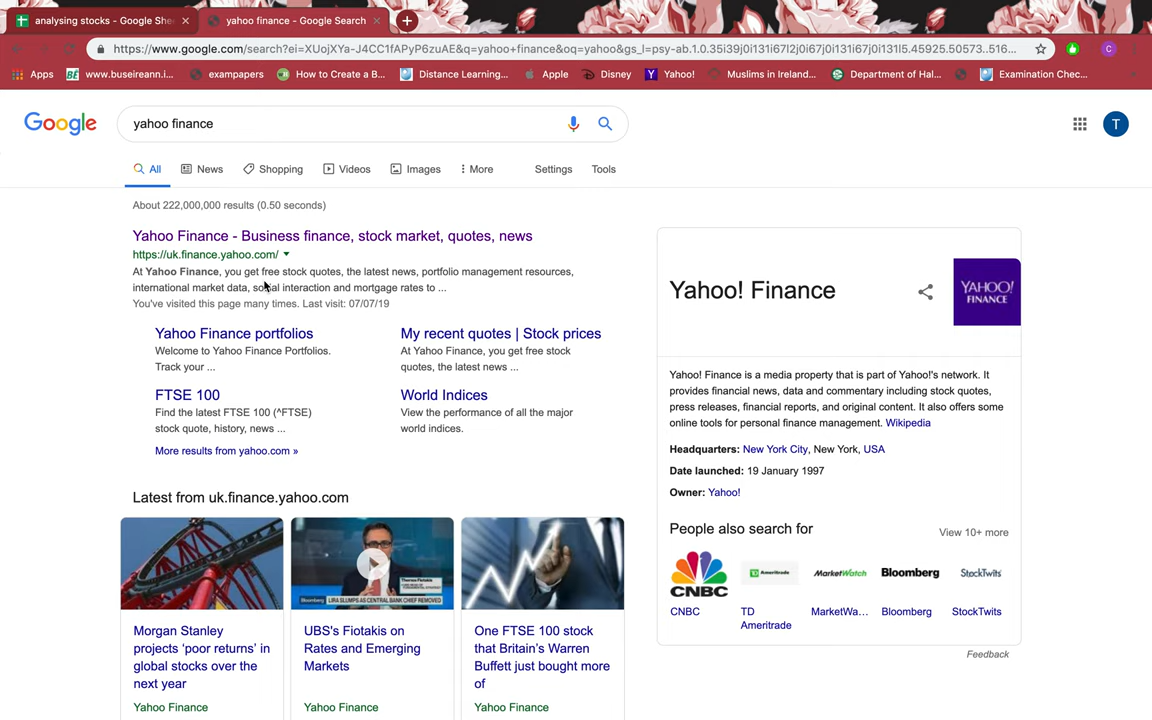 analysing stocks - Google She
yahoo finance - Google Search
https://www.google.com/search?ei=XUojXYa-J4CC1fAPyP6zuAE&q=yahoo+finance&oq=yahoo&gs_l=psy-ab.1.0.35i39j0i131i67l2j0i67j0i131i67j0i131l5.45925.50573..516...
C
Apps
www.buseireann.i...
exampapers
How to Create a B...
Distance Learning...
Apple
Disney
Yahoo!
Muslims in Ireland...
Department of Hal...
Examination Chec...
Google
yahoo finance
T
All
News
Shopping
Videos
Images
More
Settings
Tools
About 222,000,000 results (0.50 seconds)
Yahoo Finance - Business finance, stock market, quotes, news
https://uk.finance.yahoo.com/
At Yahoo Finance, you get free stock quotes, the latest news, portfolio management resources,
international market data, social interaction and mortgage rates to ...
You've visited this page many times. Last visit: 07/07/19
Yahoo Finance portfolios
Welcome to Yahoo Finance Portfolios.
Track your ...
My recent quotes | Stock prices
At Yahoo Finance, you get free stock
quotes, the latest news ...
FTSE 100
Find the latest FTSE 100 (^FTSE)
stock quote, history, news ...
World Indices
View the performance of all the major
world indices.
More results from yahoo.com »
Latest from uk.finance.yahoo.com
Bloomberg
LIRA SLUMPS AS CENTRAL BANK CHIEF REMOVED
Morgan Stanley
projects 'poor returns' in
global stocks over the
next year
Yahoo Finance
UBS's Fiotakis on
Rates and Emerging
Markets
Yahoo Finance
One FTSE 100 stock
that Britain's Warren
Buffett just bought more
of
Yahoo Finance
Yahoo! Finance
YAHOO!
FINANCE
Yahoo! Finance is a media property that is part of Yahoo!'s network. It
provides financial news, data and commentary including stock quotes,
press releases, financial reports, and original content. It also offers some
online tools for personal finance management. Wikipedia
Headquarters: New York City, New York, USA
Date launched: 19 January 1997
Owner: Yahoo!
People also search for
View 10+ more
CNBC
Ameritrade
MarketWatch
Bloomberg
StockTwits
CNBC
TD
Ameritrade
MarketWa...
Bloomberg
StockTwits
Feedback